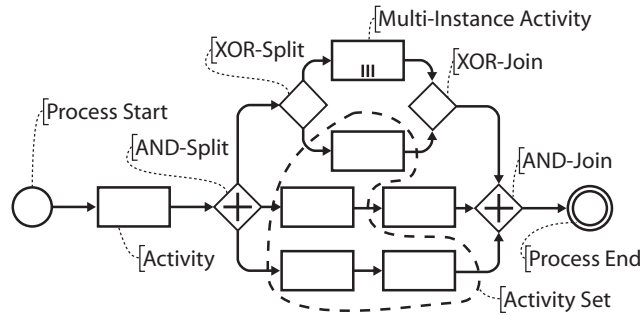 Multi-Instance Activity
XOR-Split
XOR-Join
Process Start
AND-Split
AND-Join
Activity
Process End
Activity Set